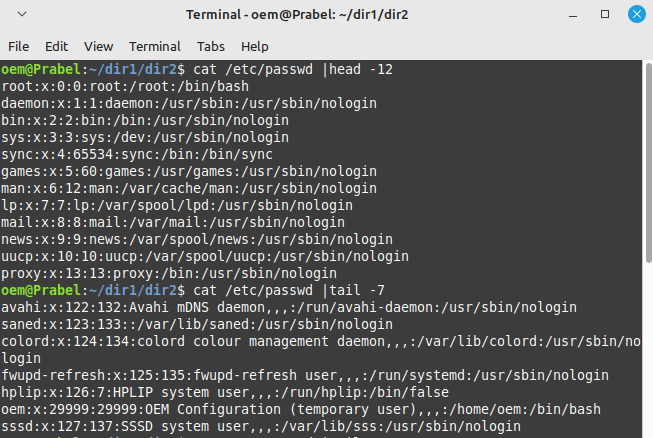 Terminal - oem@Prabel: ~/dir1/dir2
File Edit View Terminal Tabs Help
oem@Prabel:~/dir1/dir2$ cat /etc/passwd |head -12
root:x:0:0:root:/root:/bin/bash
daemon:x:1:1:daemon:/usr/sbin:/usr/sbin/nologin
bin:x:2:2:bin:/bin:/usr/sbin/nologin
sys:x:3:3:sys:/dev:/usr/sbin/nologin
sync:x:4:65534:sync:/bin:/bin/sync
games:x:5:60:games:/usr/games:/usr/sbin/nologin
man:x:6:12:man:/var/cache/man:/usr/sbin/nologin
lp:x:7:7:lp:/var/spool/lpd:/usr/sbin/nologin
mail:x:8:8:mail:/var/mail:/usr/sbin/nologin
news:x:9:9:news:/var/spool/news:/usr/sbin/nologin
uucp:x:10:10:uucp:/var/spool/uucp:/usr/sbin/nologin
proxy:x:13:13:proxy:/bin:/usr/sbin/nologin
oem@Prabel:~/dir1/dir2$ cat /etc/passwd |tail -7
avahi:x:122:132:Avahi mDNS daemon,,,:/run/avahi-daemon:/usr/sbin/nologin
saned:x:123:133::/var/lib/saned:/usr/sbin/nologin
colord:x:124:134:colord colour management daemon,,,:/var/lib/colord:/usr/sbin/no
login
fwupd-refresh:x:125:135:fwupd-refresh user,,,:/run/systemd:/usr/sbin/nologin
hplip:x:126:7:HPLIP system user,,,:/run/hplip:/bin/false
oem:x:29999:29999:OEM Configuration (temporary user),,,:/home/oem:/bin/bash
sssd:x:127:137:SSSD system user,,,:/var/lib/sss:/usr/sbin/nologin